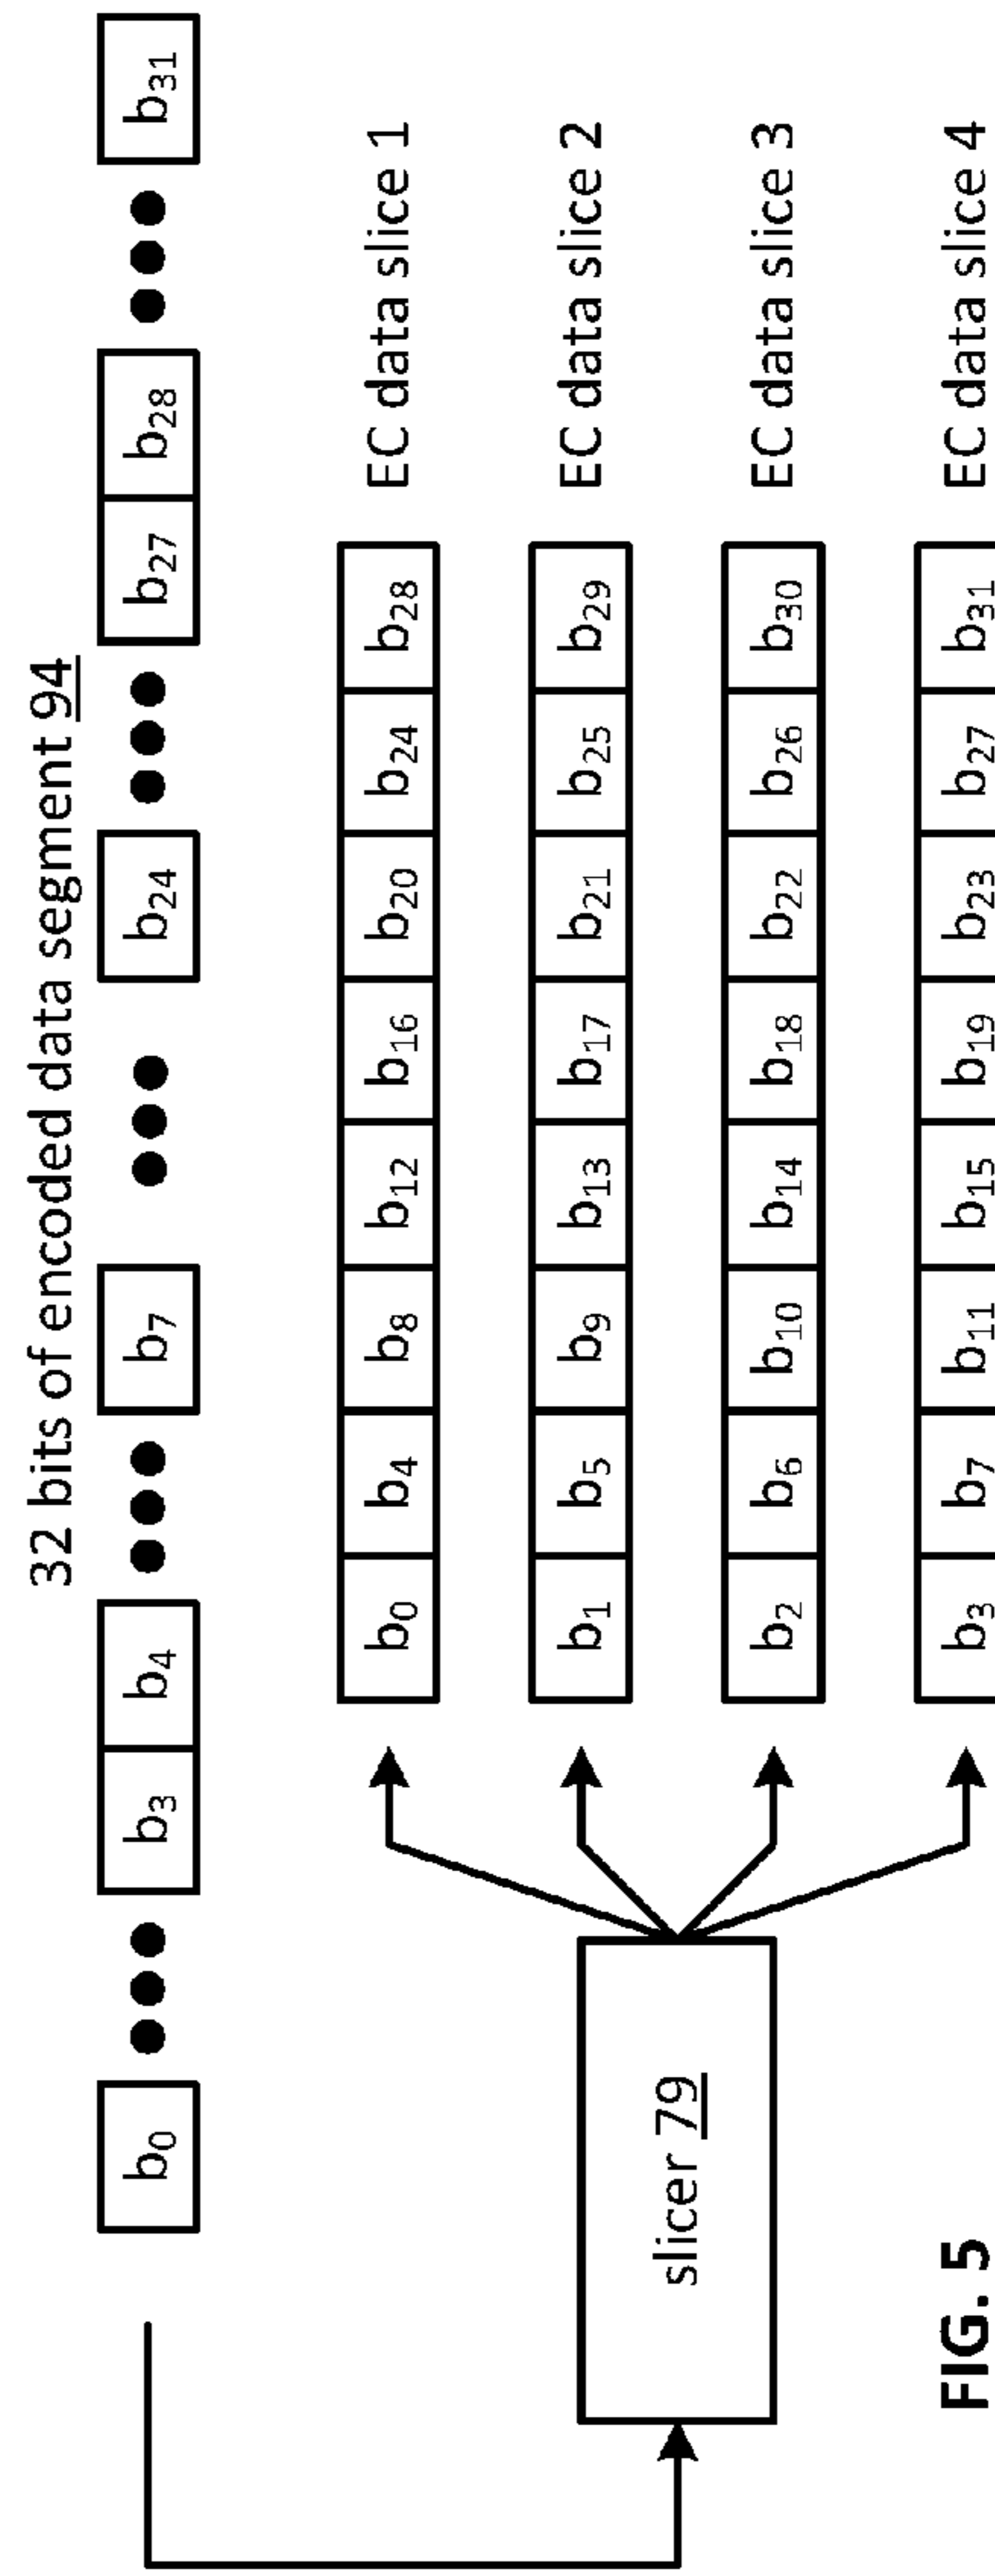 32 bits of encoded data segment 94
b0 b3 b4 b7 b24 b27 b28 b31
b0 b4 b8 b12 b16 b20 b24 b28 EC data slice 1
b1 b5 b9 b13 b17 b21 b25 b29 EC data slice 2
slicer 79
b2 b6 b10 b14 b18 b22 b26 b30 EC data slice 3
b3 b7 b11 b15 b19 b23 b27 b31 EC data slice 4
FIG. 5